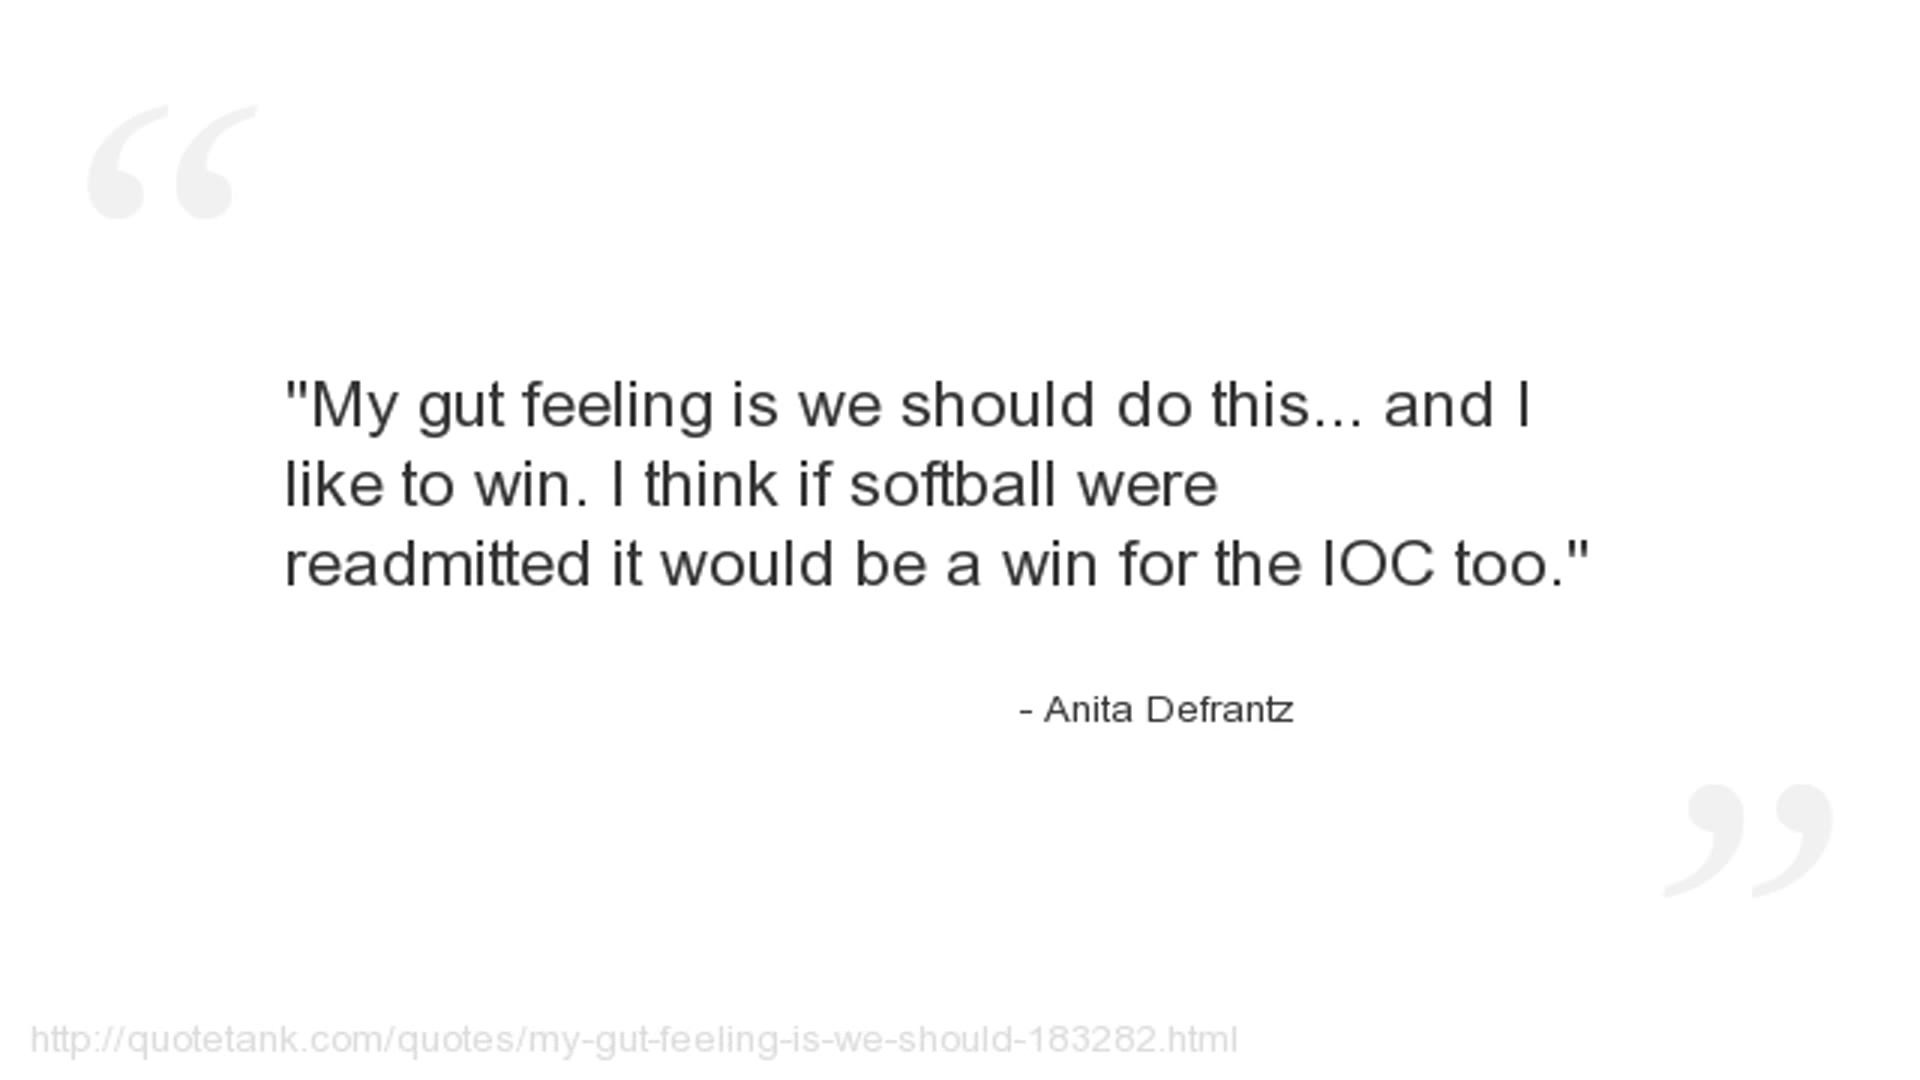 "My gut feeling is we should do this... and I
like to win. I think if softball were
readmitted it would be a win for the IOC too."
- Anita Defrantz
http://quotetank.com/quotes/my-gut-feeling-is-we-should-183282.html